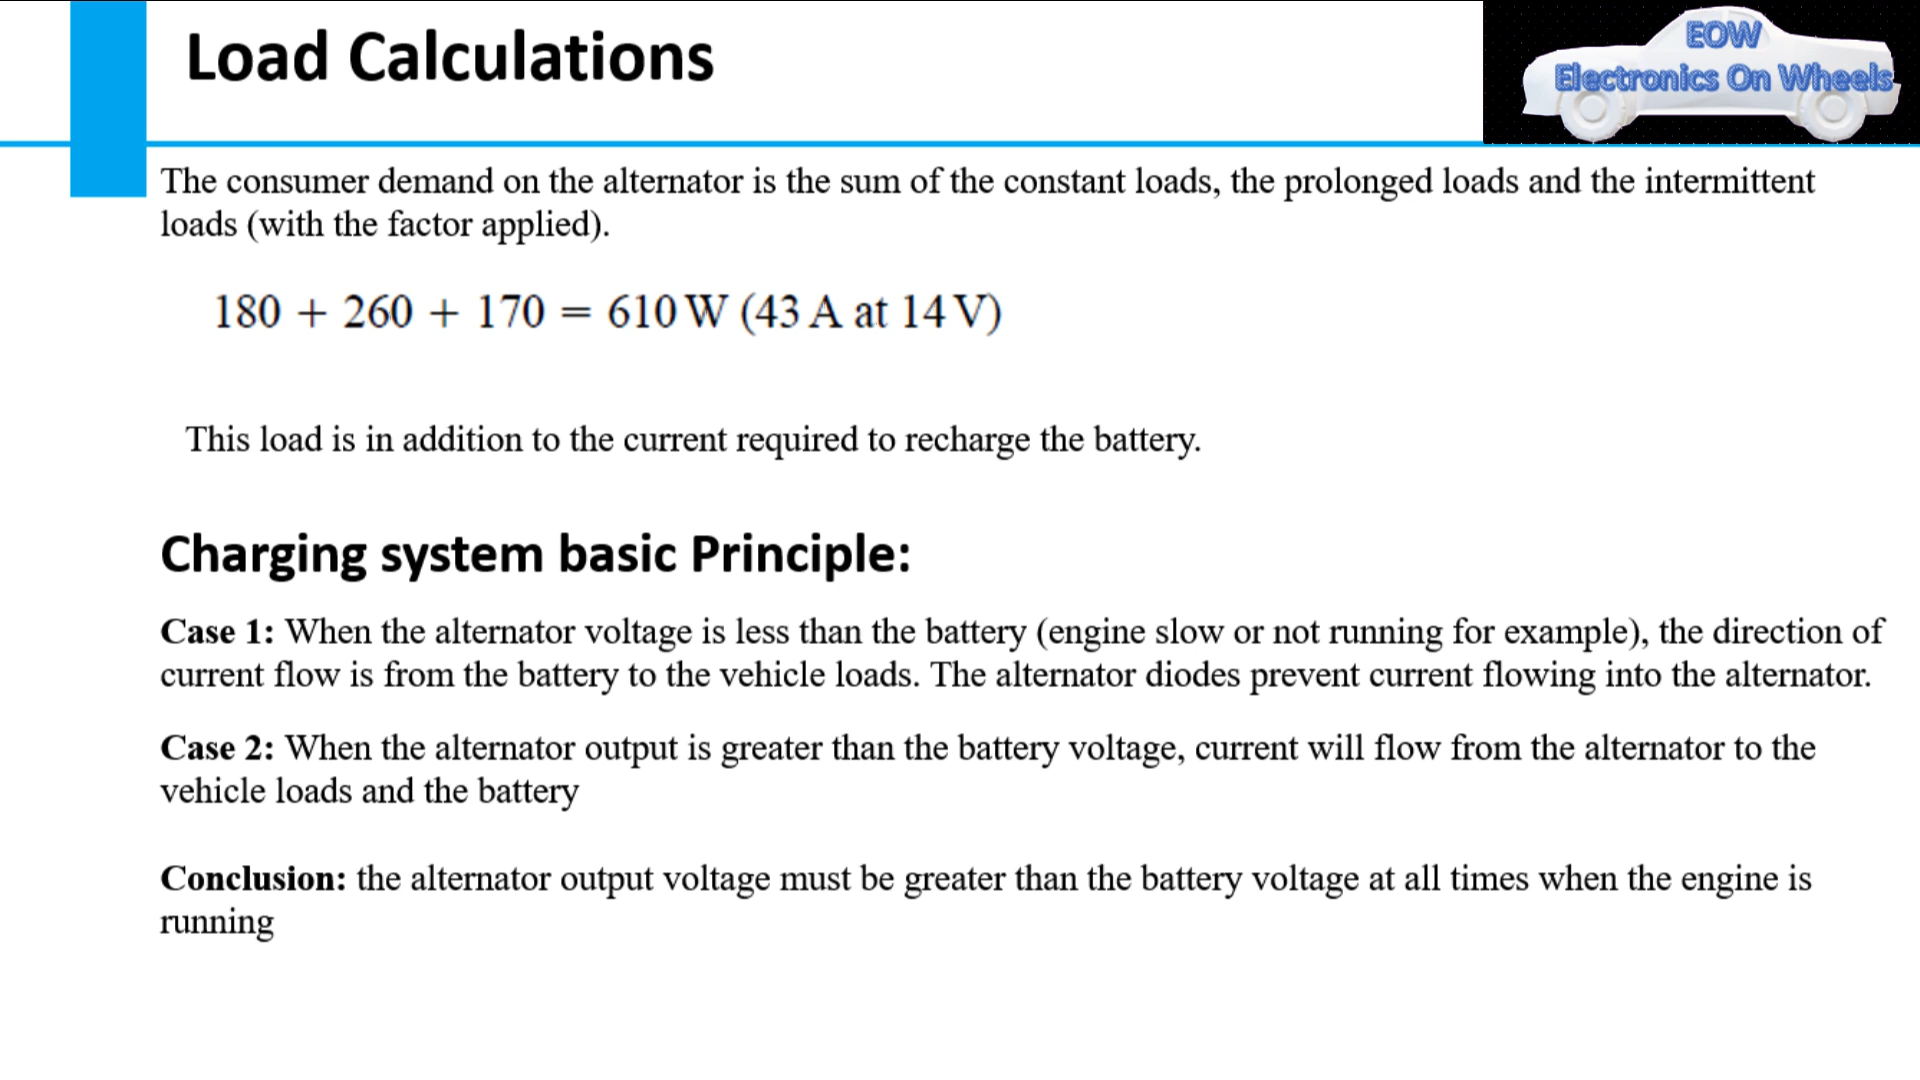 Load Calculations
EOW
Electronics On Wheels
The consumer demand on the alternator is the sum of the constant loads, the prolonged loads and the intermittent
loads (with the factor applied).
180 + 260 + 170 = 610 W (43 A at 14 V)
This load is in addition to the current required to recharge the battery.
Charging system basic Principle:
Case 1: When the alternator voltage is less than the battery (engine slow or not running for example), the direction of
current flow is from the battery to the vehicle loads. The alternator diodes prevent current flowing into the alternator.
Case 2: When the alternator output is greater than the battery voltage, current will flow from the alternator to the
vehicle loads and the battery
Conclusion: the alternator output voltage must be greater than the battery voltage at all times when the engine is
running